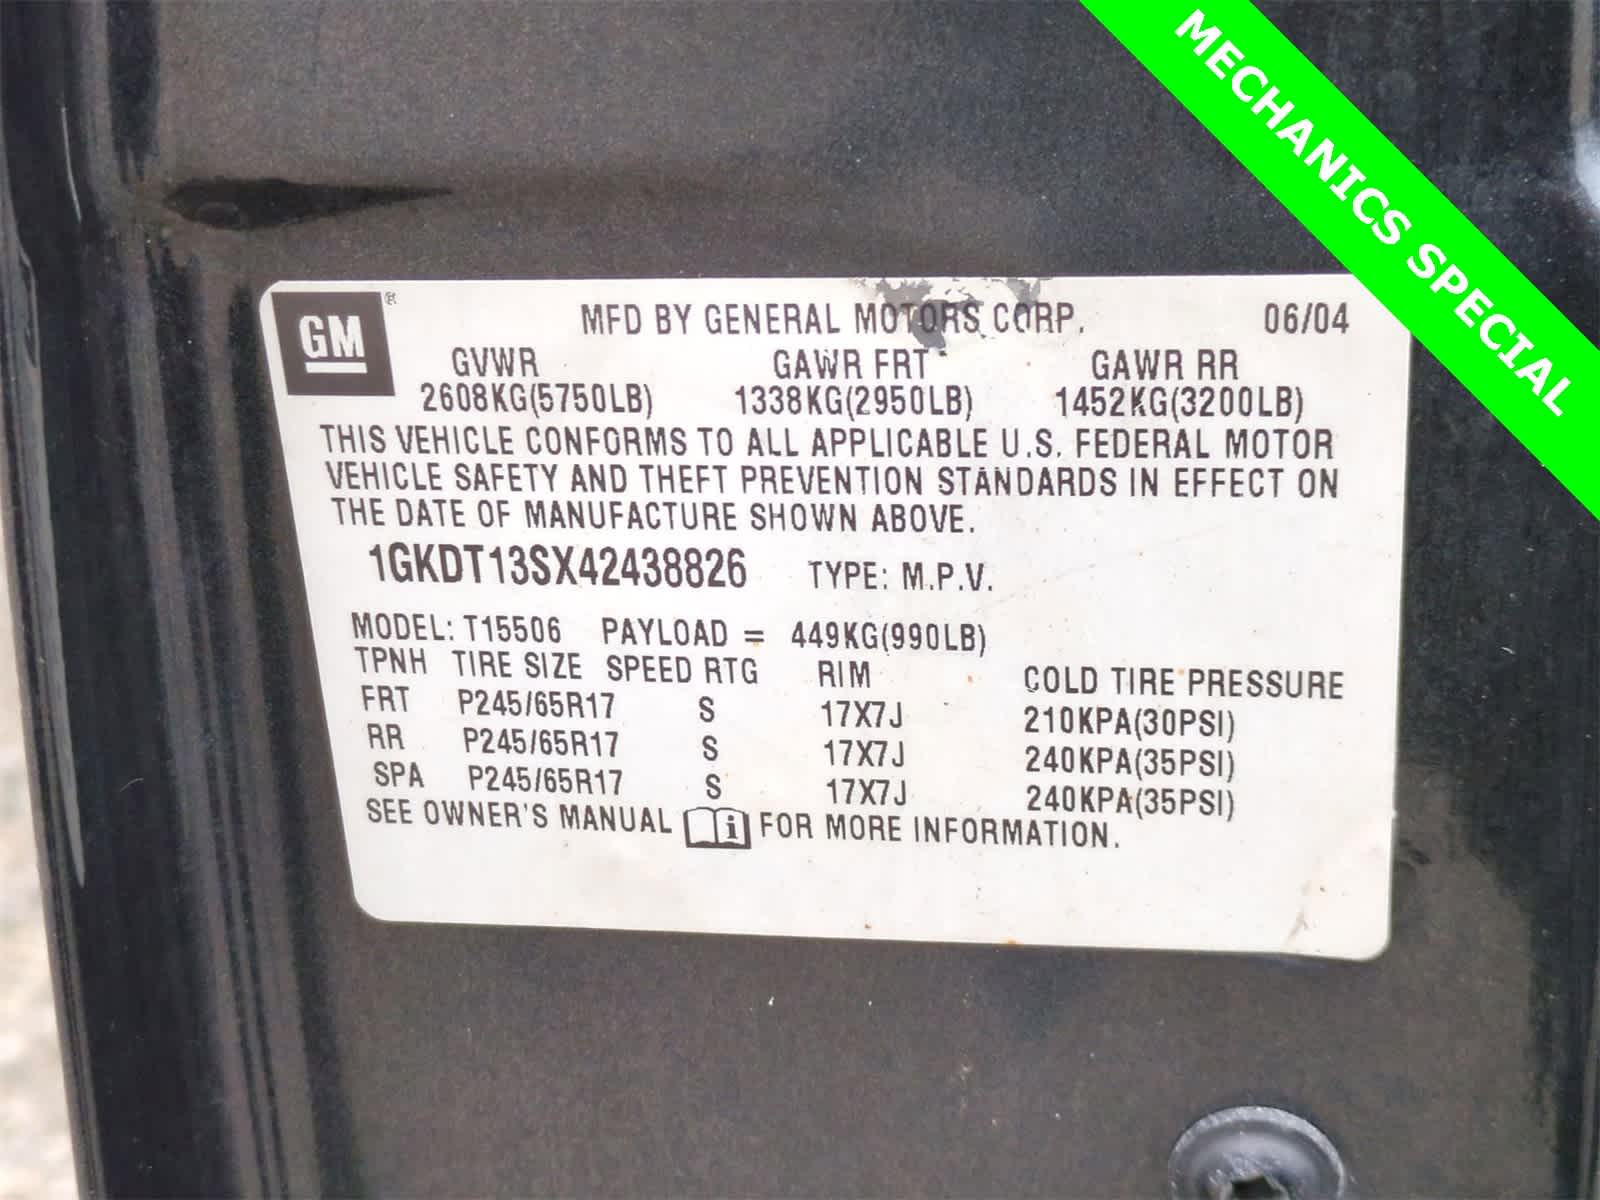 MECHANICS SPECIAL
GM ®
MFD BY GENERAL MOTORS CORP. 06/04
GVWR GAWR FRT GAWR RR
2608KG(5750LB) 1338KG(2950LB) 1452KG(3200LB)
THIS VEHICLE CONFORMS TO ALL APPLICABLE U.S. FEDERAL MOTOR
VEHICLE SAFETY AND THEFT PREVENTION STANDARDS IN EFFECT ON
THE DATE OF MANUFACTURE SHOWN ABOVE.
1GKDT13SX42438826 TYPE: M.P.V.
MODEL: T15506 PAYLOAD = 449KG(990LB)
TPNH TIRE SIZE SPEED RTG RIM COLD TIRE PRESSURE
FRT P245/65R17 S 17X7J 210KPA(30PSI)
RR P245/65R17 S 17X7J 240KPA(35PSI)
SPA P245/65R17 S 17X7J 240KPA(35PSI)
SEE OWNER'S MANUAL i FOR MORE INFORMATION.